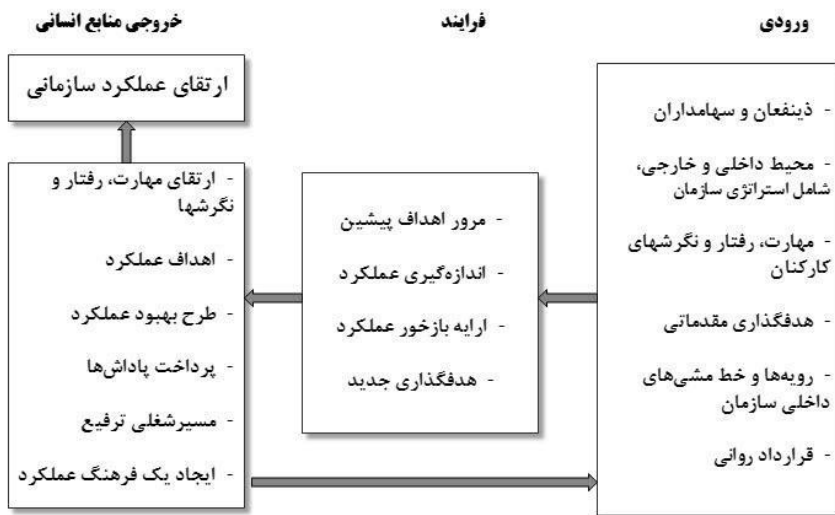 ورودی
فرایند
خروجی منابع انسانی
- ذینفعان و سهامداران
- محیط داخلی و خارجی،
شامل استراتژی سازمان
- مهارت، رفتار و نگرشهای
کارکنان
- هدفگذاری مقدماتی
- رویه‌ها و خط مشی‌های
داخلی سازمان
- قرارداد روانی
- مرور اهداف پیشین
- اندازه‌گیری عملکرد
- ارایه بازخور عملکرد
- هدفگذاری جدید
ارتقای عملکرد سازمانی
- ارتقای مهارت، رفتار و
نگرشها
- اهداف عملکرد
- طرح بهبود عملکرد
- پرداخت پاداش‌ها
- مسیرشغلی ترفیع
- ایجاد یک فرهنگ عملکرد